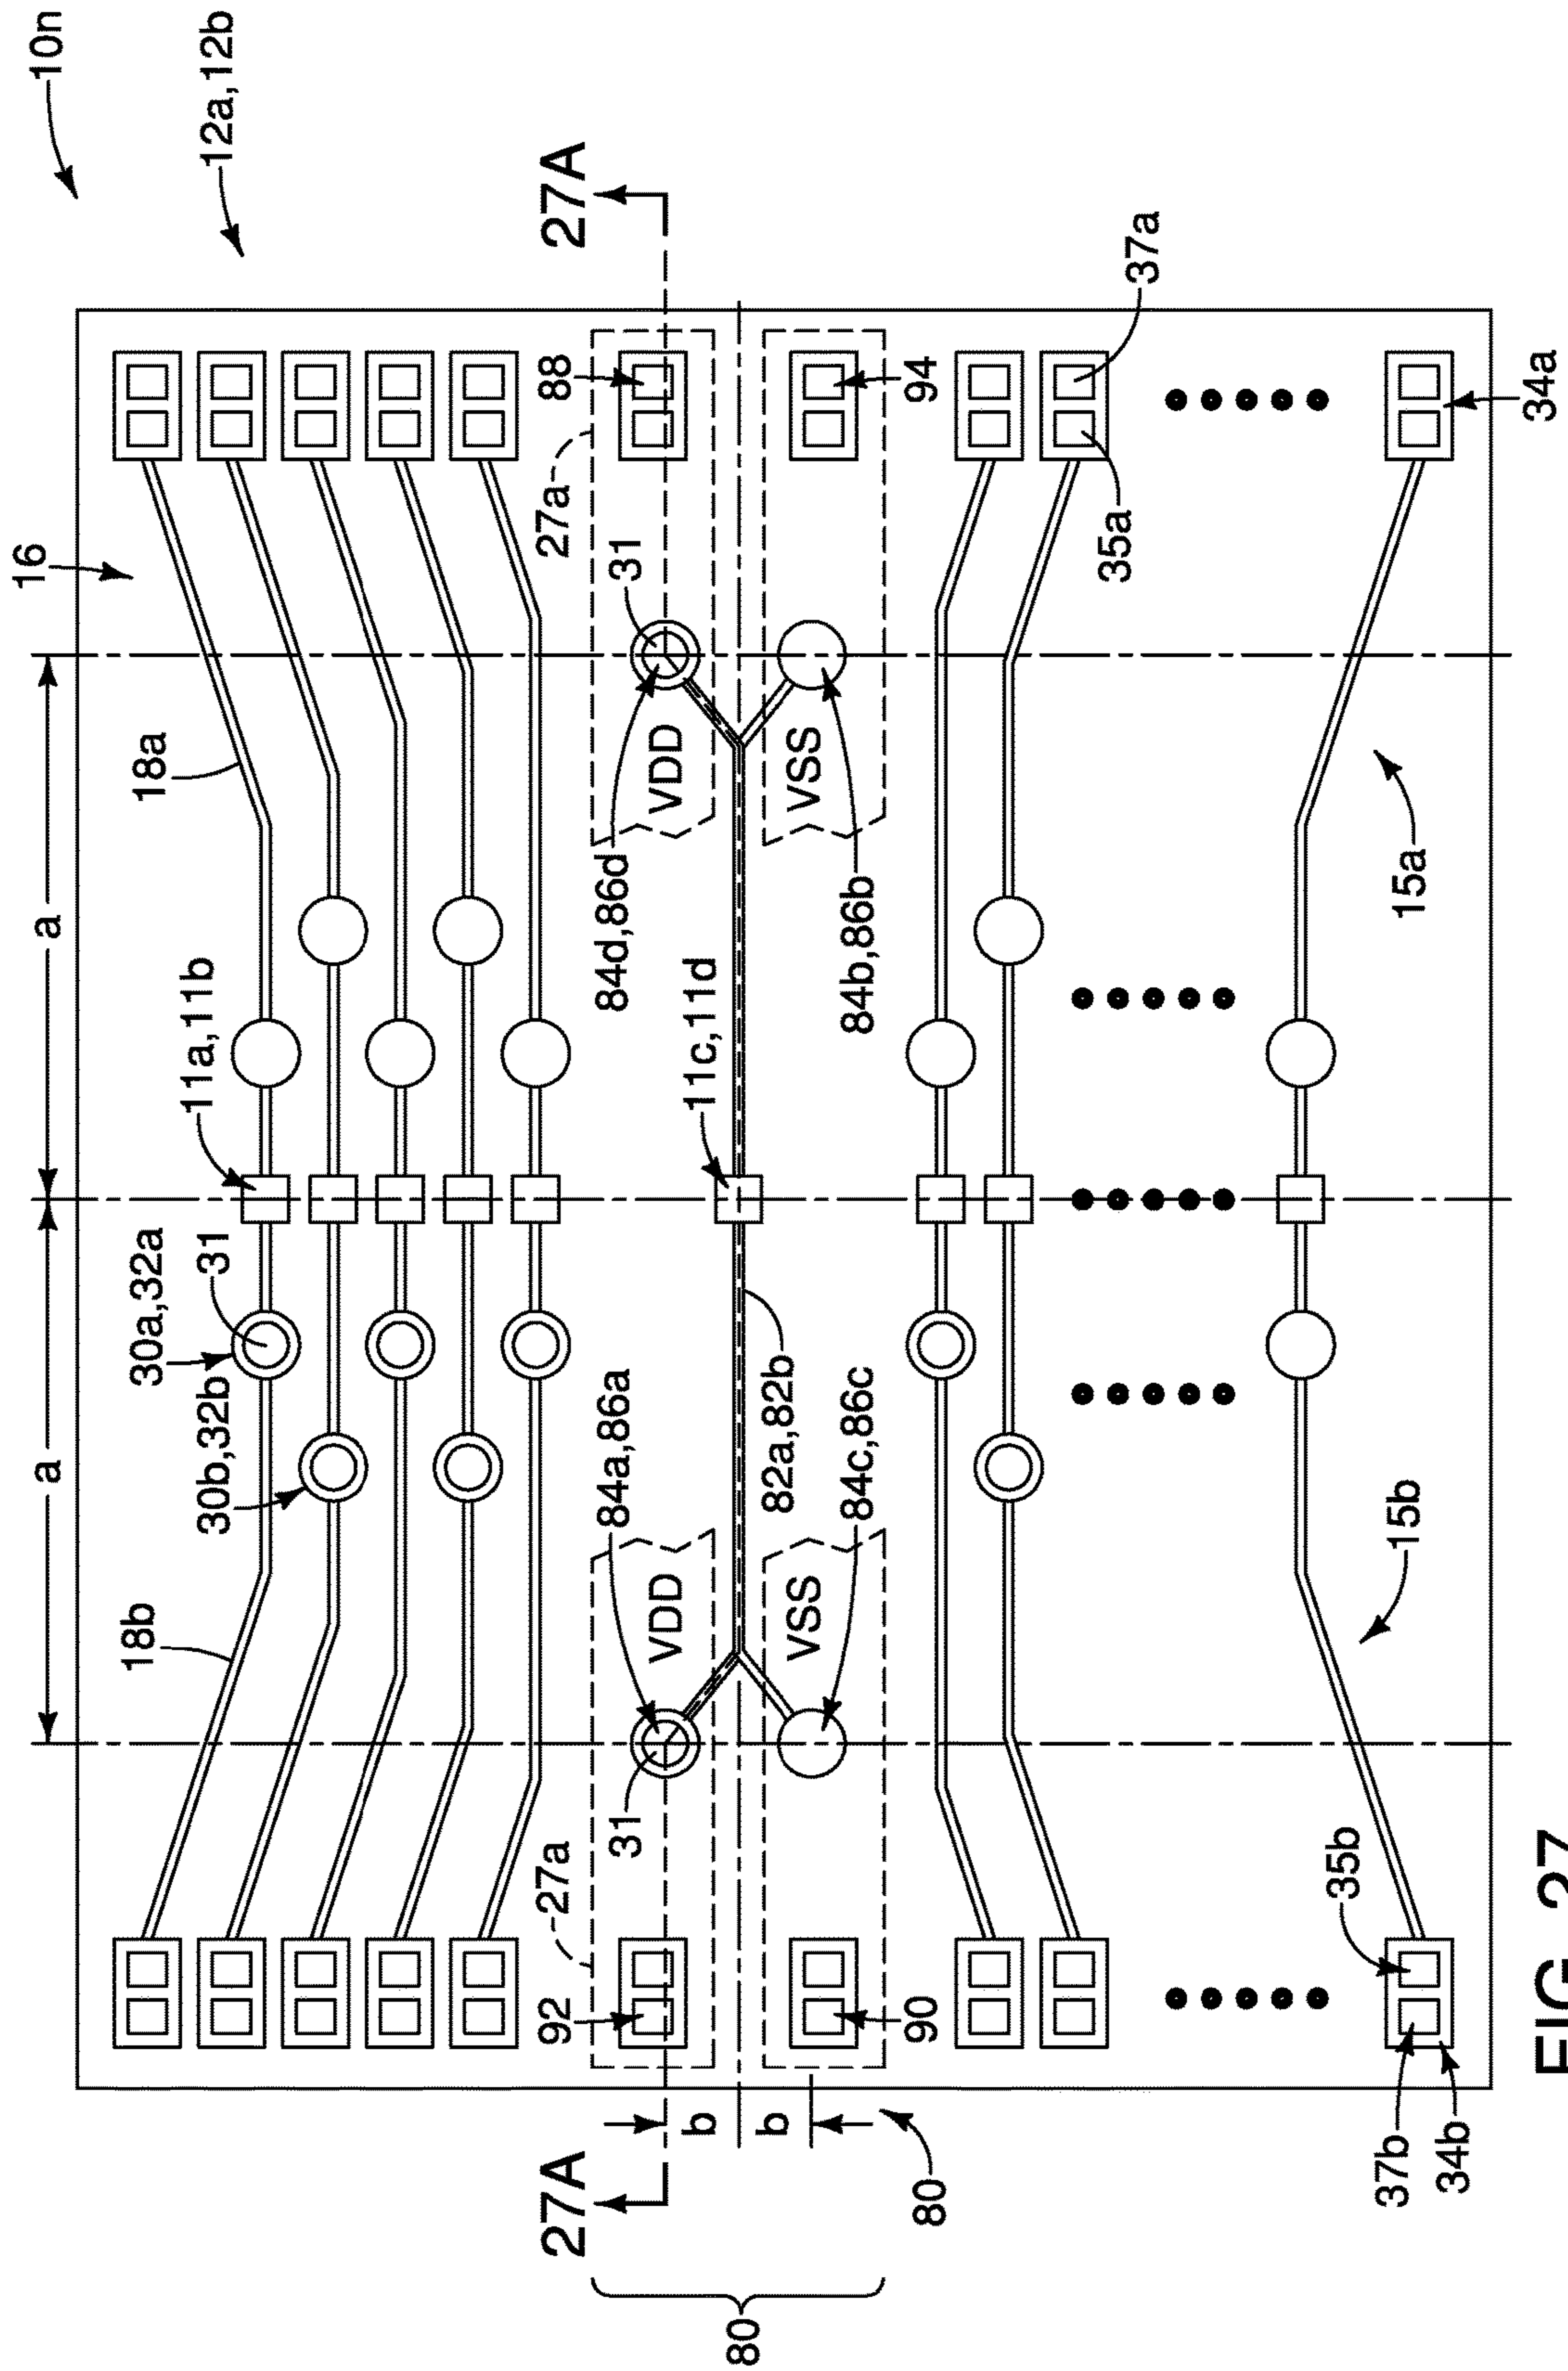 10n
12a,12b
16
a
a
18a
18b
11a,11b
30a,32a
31
30b,32b
27A
88
27a
31
VDD
84d,86d
11c,11d
84a,86a
VDD
31
27a
92
27A
VSS
94
84b,86b
82a,82b
84c,86c
VSS
90
b
b
80
80
37a
35a
15a
15b
34a
35b
37b
34b
FIG. 27